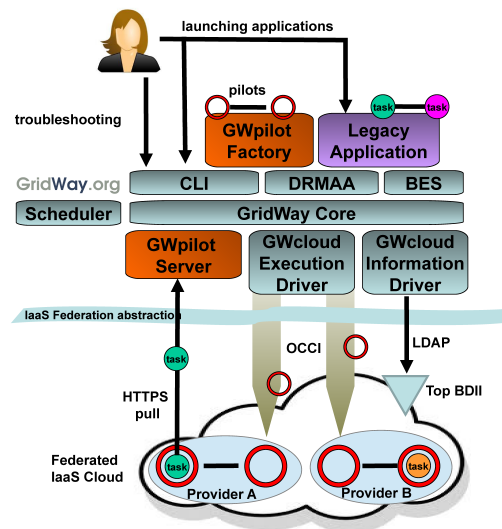 launching applications
pilots
task
task
troubleshooting
GWpilot
Factory
Legacy
Application
GridWay.org
CLI
DRMAA
BES
Scheduler
GridWay Core
GWpilot
Server
GWcloud
Execution
Driver
GWcloud
Information
Driver
IaaS Federation abstraction
OCCI
LDAP
task
HTTPS
pull
Top BDII
Federated
IaaS Cloud
task
task
Provider A
Provider B